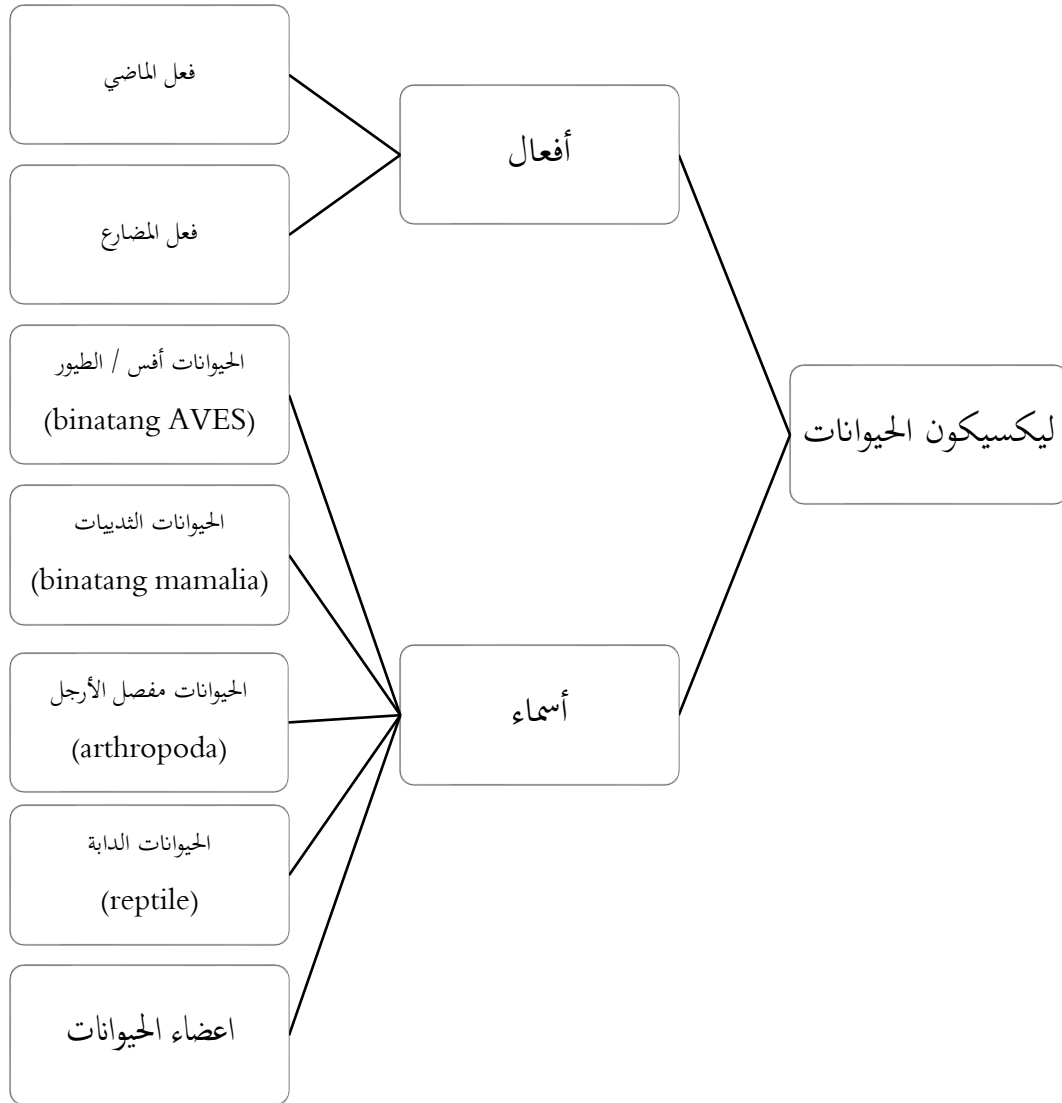 ليكسيكون الحيوانات
أفعال
فعل الماضي
فعل المضارع
أسماء
الحيوانات أفس / الطيور
(binatang AVES)
الحيوانات الثدييات
(binatang mamalia)
الحيوانات مفصل الأرجل
(arthropoda)
الحيوانات الدابة
(reptile)
اعضاء الحيوانات